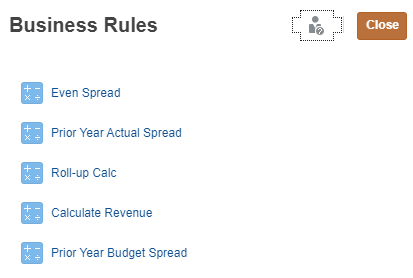 Business Rules
Close
Even Spread
Prior Year Actual Spread
Roll-up Calc
Calculate Revenue
Prior Year Budget Spread